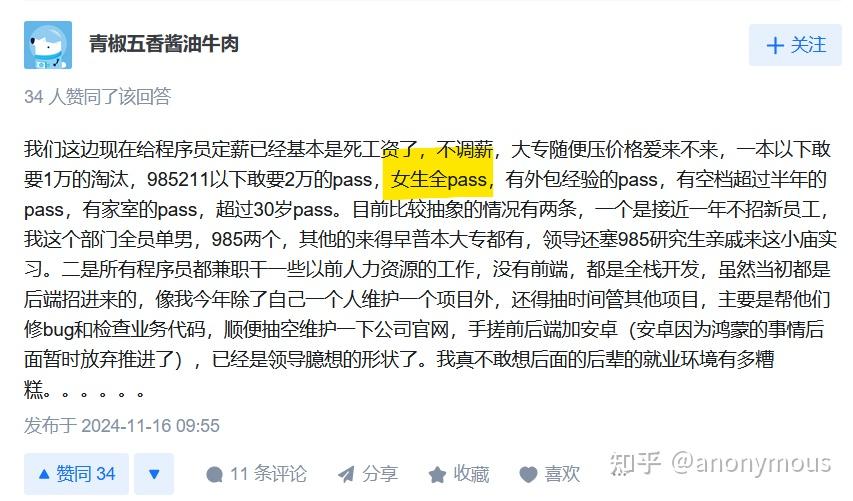 青椒五香酱油牛肉
+ 关注
34 人赞同了该回答
我们这边现在给程序员定薪已经基本是死工资了，不调薪，大专随便压价格爱来不来，一本以下敢
要1万的淘汰，985211以下敢要2万的pass，女生全pass，有外包经验的pass，有空档超过半年的
pass，有家室的pass，超过30岁pass。目前比较抽象的情况有两条，一个是接近一年不招新员工，
我这个部门全员单男，985两个，其他的来得早普本大专都有，领导还塞985研究生亲戚来这小庙实
习。二是所有程序员都兼职干一些以前人力资源的工作，没有前端，都是全栈开发，虽然当初都是
后端招进来的，像我今年除了自己一个人维护一个项目外，还得抽时间管其他项目，主要是帮他们
修bug和检查业务代码，顺便抽空维护一下公司官网，手搓前后端加安卓（安卓因为鸿蒙的事情后
面暂时放弃推进了），已经是领导臆想的形状了。我真不敢想后面的后辈的就业环境有多糟
糕。。。。。。
发布于 2024-11-16 09:55
赞同 34 11 条评论 分享 收藏 喜欢
知乎 @anonymous